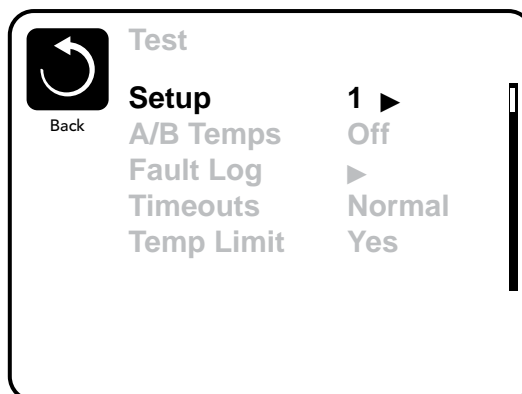 Test
Back
Setup 1 ▶
A/B Temps Off
Fault Log ▶
Timeouts Normal
Temp Limit Yes